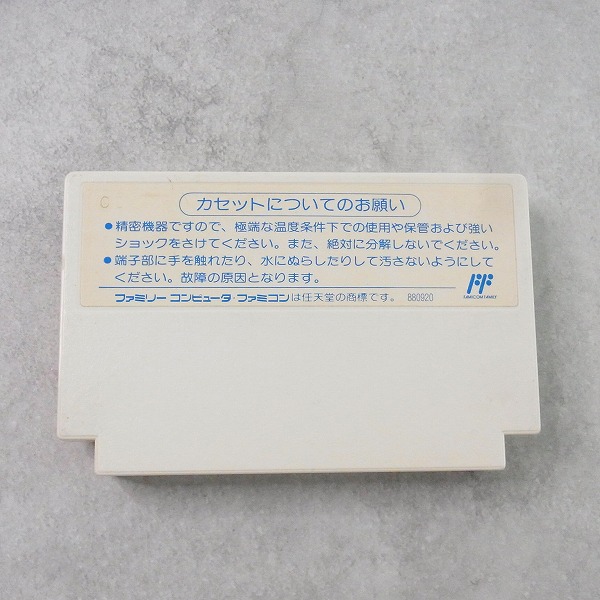 C
カセットについてのお願い
●精密機器ですので、極端な温度条件下での使用や保管および強い
ショックをさけてください。また、絶対に分解しないでください。
●端子部に手を触れたり、水にぬらしたりして汚さないようにして
ください。故障の原因となります。
ファミリーコンピュータ・ファミコンは任天堂の商標です。 880920
FF
FAMICOM FAMILY